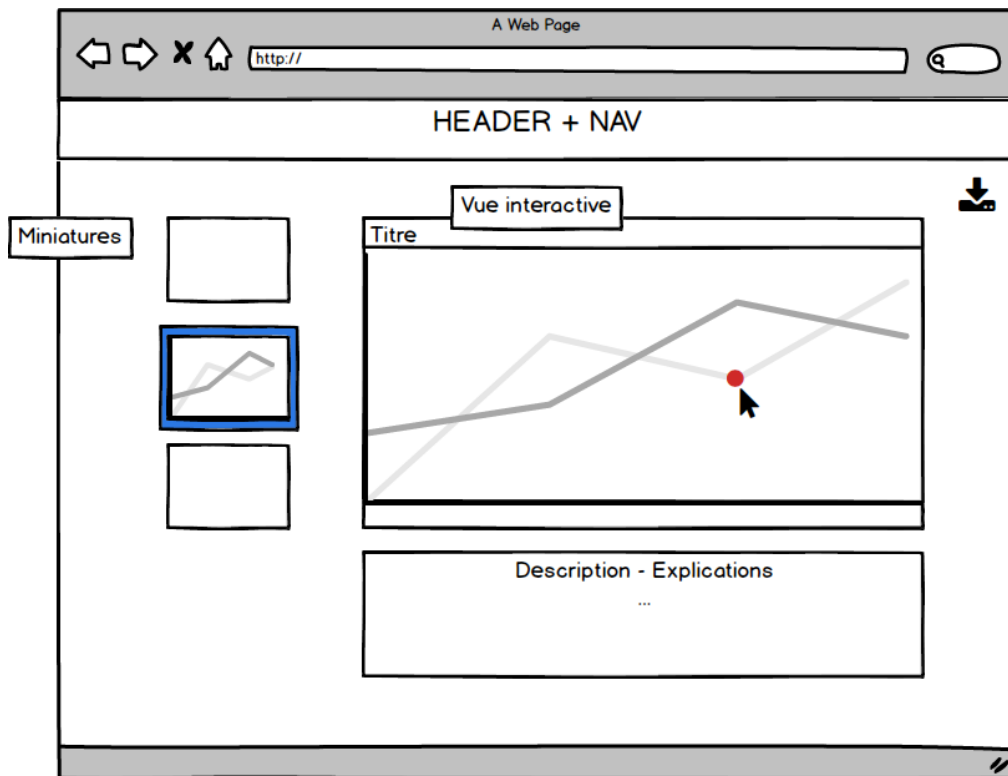 A Web Page
http://
HEADER + NAV
Miniatures
Vue interactive
Titre
Description - Explications
...